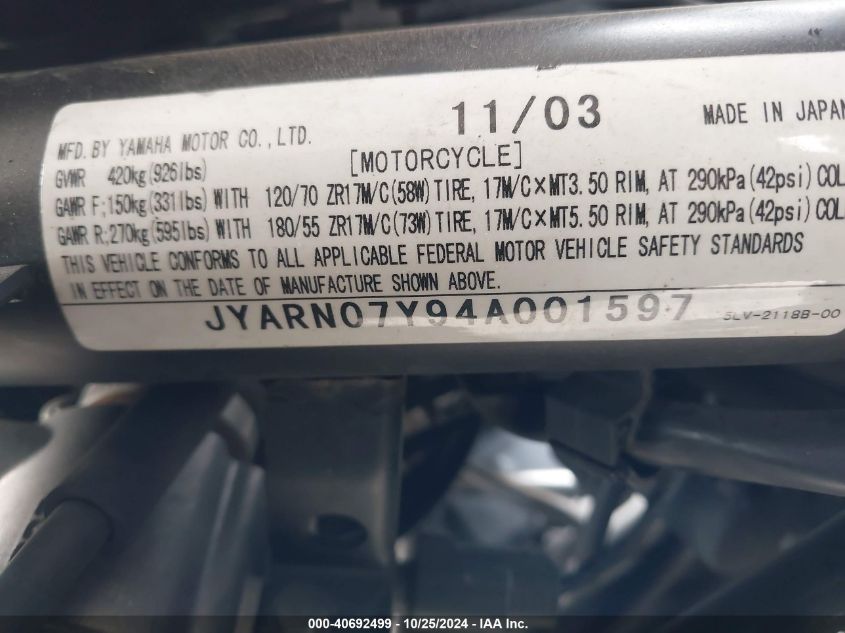 11/03
MADE IN JAPAN
MFD. BY YAMAHA MOTOR CO.,LTD.
[MOTORCYCLE]
GVWR 420kg(926lbs)
GAWR F;150kg(331lbs) WITH 120/70 ZR17M/C(58W)TIRE, 17M/C×MT3.50 RIM, AT 290kPa(42psi) COL
GAWR R;270kg(595lbs) WITH 180/55 ZR17M/C(73W)TIRE, 17M/C×MT5.50 RIM, AT 290kPa(42psi) COL
THIS VEHICLE CONFORMS TO ALL APPLICABLE FEDERAL MOTOR VEHICLE SAFETY STANDARDS
IN EFFECT ON THE DATE OF MANUFACTURE SHOWN ABOVE.
JYARN07Y94A001597
5LV-2118B-00
000-40692499 / 10/25/2024 - IAA Inc.